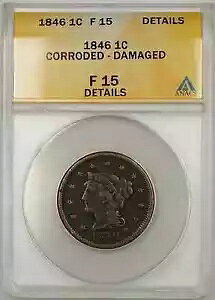 1846 1C F 15 DETAILS
1846 1C
CORRODED - DAMAGED
F 15
DETAILS
ANACS